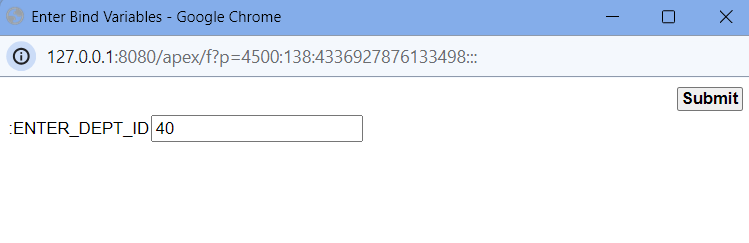 Enter Bind Variables - Google Chrome
127.0.0.1:8080/apex/f?p=4500:138:4336927876133498:::
Submit
:ENTER_DEPT_ID 40